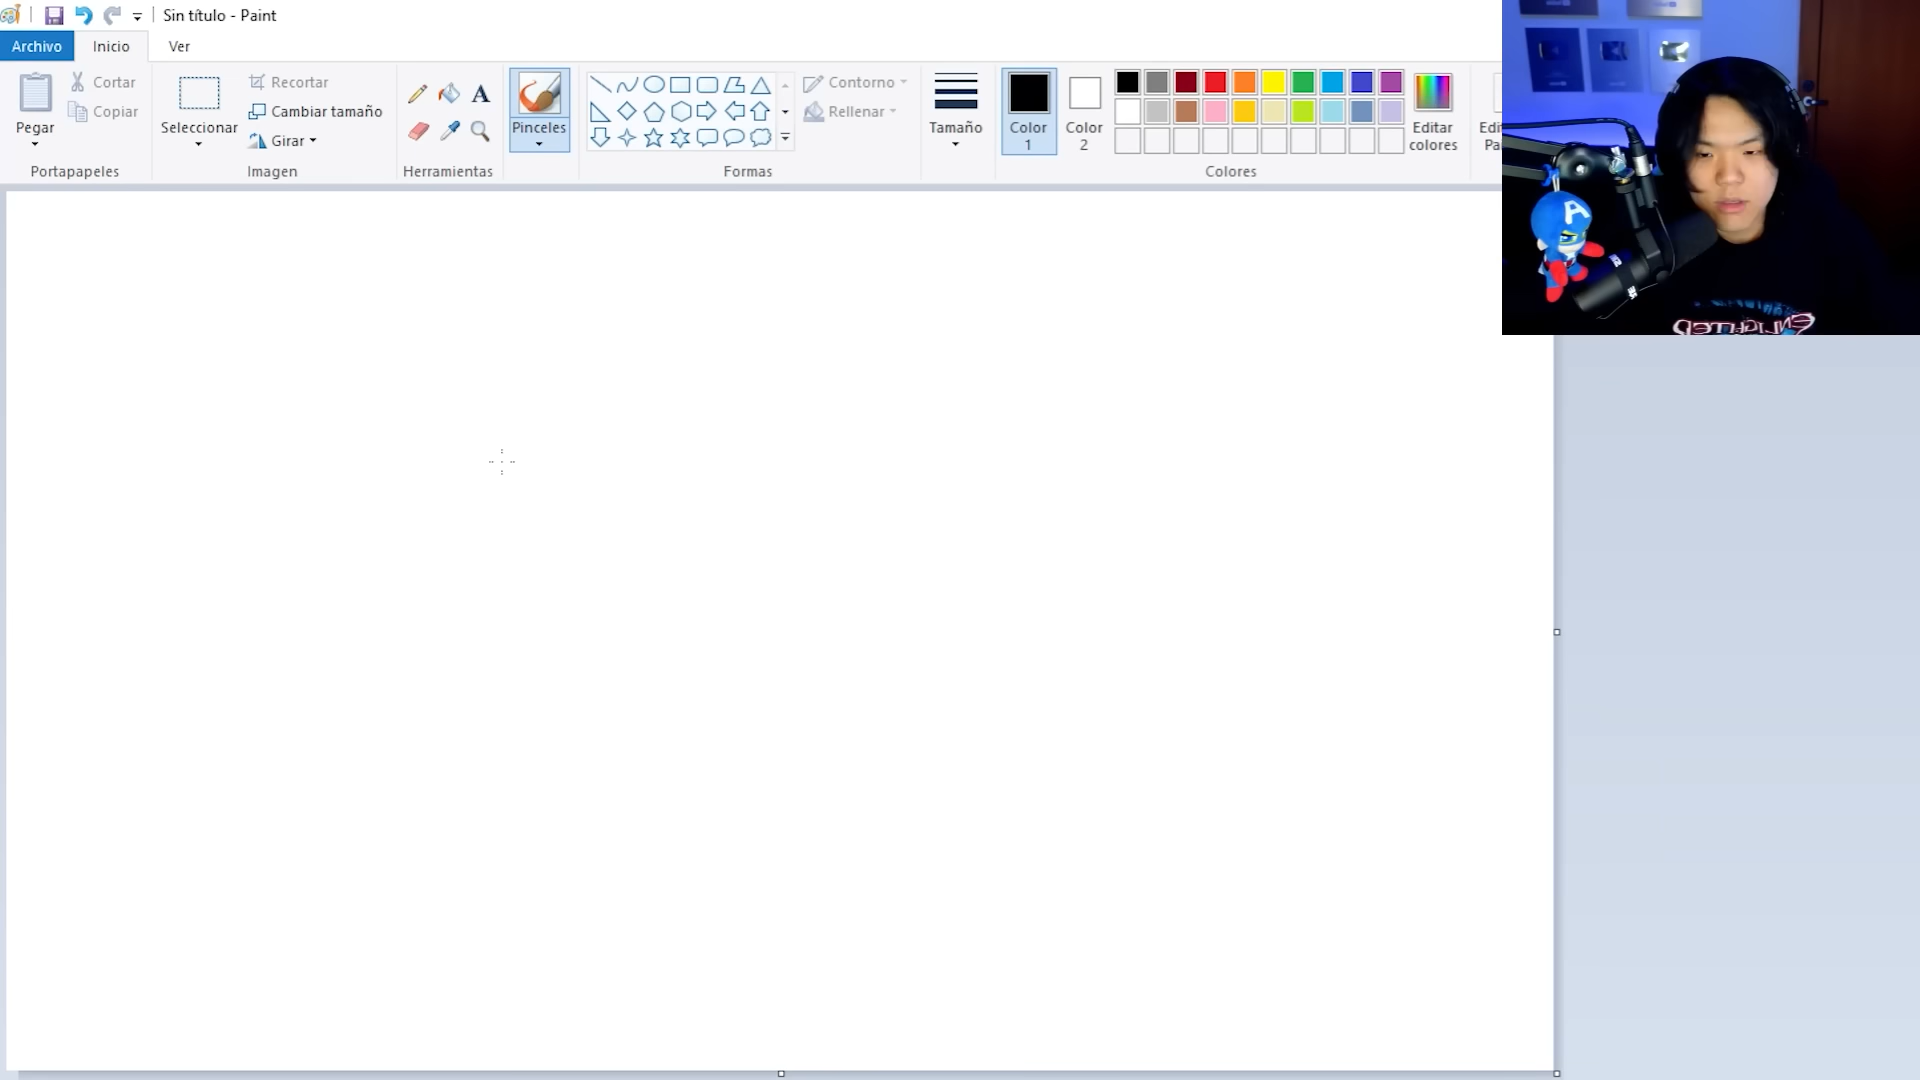 Sin título - Paint
Archivo Inicio Ver
Pegar
Cortar
Copiar
Portapapeles
Seleccionar
Recortar
Cambiar tamaño
Girar
Imagen
A
Herramientas
Pinceles
Contorno
Rellenar
Formas
Tamaño
Color
1
Color
2
Editar
colores
Colores
A
ENLIGHTED